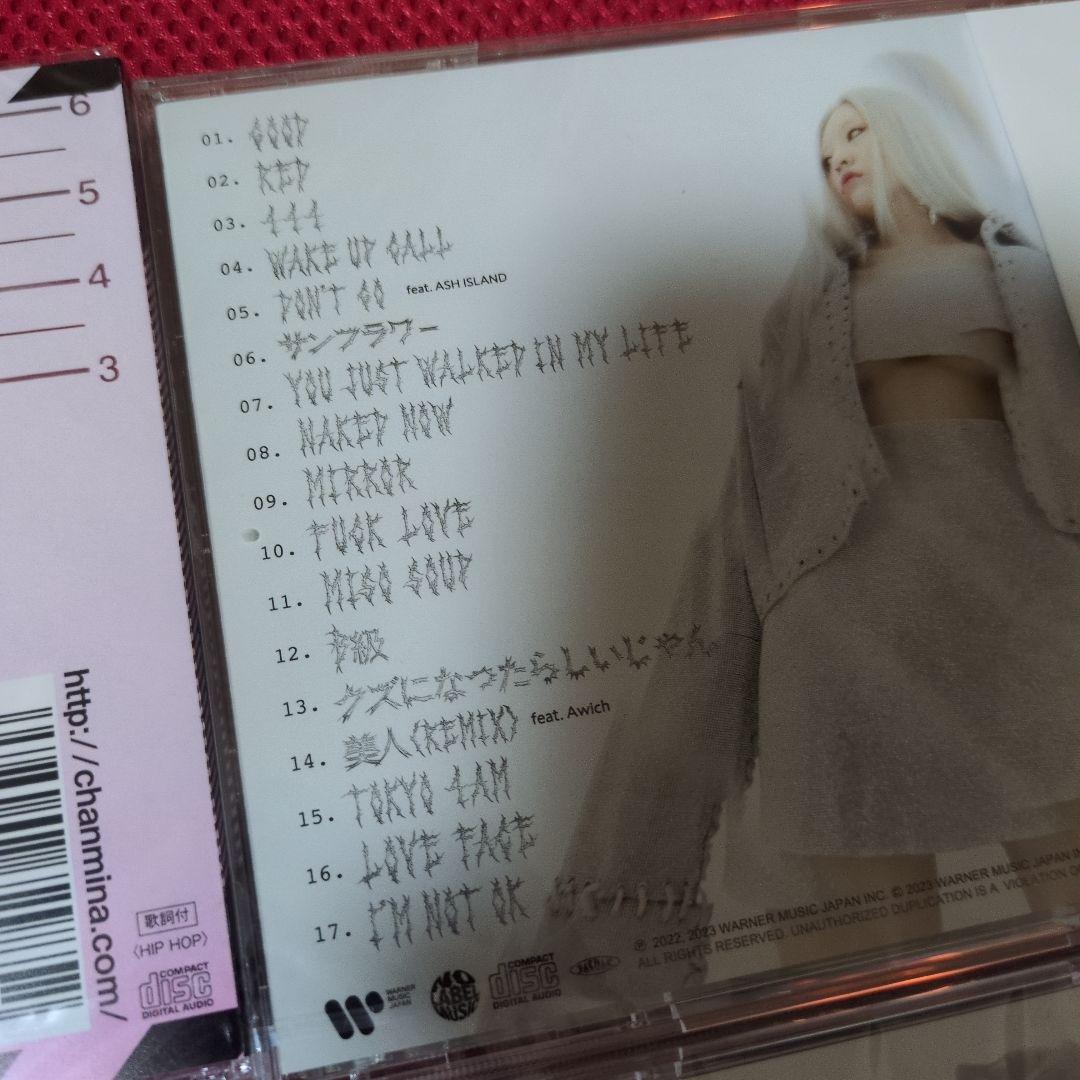 6
5
4
3
http://chanmina.com/
歌詞付
〈HIP HOP〉
COMPACT
disc
DIGITAL AUDIO
01. GOOD
02. RED
03. 444
04. WAKE UP CALL
05. DON'T GO feat. ASH ISLAND
06. サンフラワー
07. YOU JUST WALKED IN MY LIFE
08. NAKED NOW
09. MIRROR
10. FUCK LOVE
11. MISO SOUP
12. B級
13. クズになったらしいじゃん
14. 美人(REMIX) feat. Awich
15. TOKYO 4AM
16. LOVE FACE
17. I'M NOT OK
WARNER
MUSIC
JAPAN
NO
LABEL
MUSIC
COMPACT
disc
DIGITAL AUDIO
℗ 2022, 2023 WARNER MUSIC JAPAN INC. © 2023 WARNER MUSIC JAPAN
ALL RIGHTS RESERVED. UNAUTHORIZED DUPLICATION IS A VIOLATION